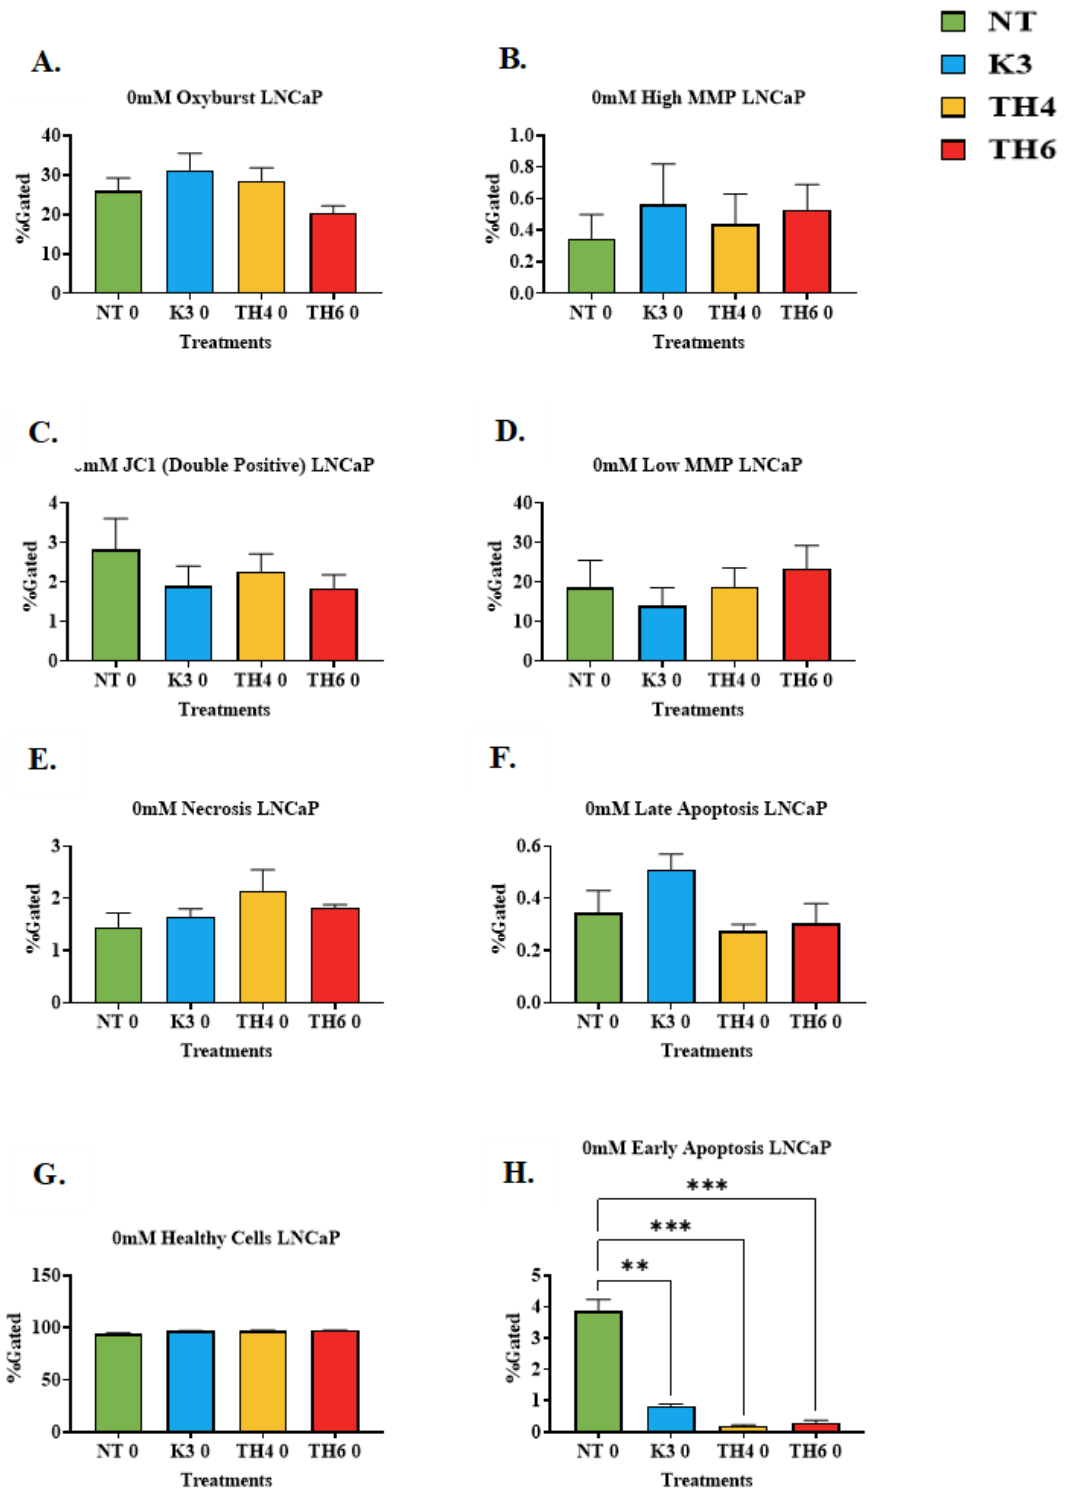 NT
K3
TH4
TH6
A.
0mM Oxyburst LNCaP
%Gated
40
30
20
10
0
NT 0 K3 0 TH4 0 TH6 0
Treatments
B.
0mM High MMP LNCaP
%Gated
1.0
0.8
0.6
0.4
0.2
0.0
NT 0 K3 0 TH4 0 TH6 0
Treatments
C.
mM JC1 (Double Positive) LNCaP
%Gated
4
3
2
1
0
NT 0 K3 0 TH4 0 TH6 0
Treatments
D.
0mM Low MMP LNCaP
%Gated
40
30
20
10
0
NT 0 K3 0 TH4 0 TH6 0
Treatments
E.
0mM Necrosis LNCaP
%Gated
3
2
1
0
NT 0 K3 0 TH4 0 TH6 0
Treatments
F.
0mM Late Apoptosis LNCaP
%Gated
0.6
0.4
0.2
0.0
NT 0 K3 0 TH4 0 TH6 0
Treatments
G.
0mM Healthy Cells LNCaP
%Gated
150
100
50
0
NT 0 K3 0 TH4 0 TH6 0
Treatments
H.
0mM Early Apoptosis LNCaP
***
***
**
%Gated
5
4
3
2
1
0
NT 0 K3 0 TH4 0 TH6 0
Treatments